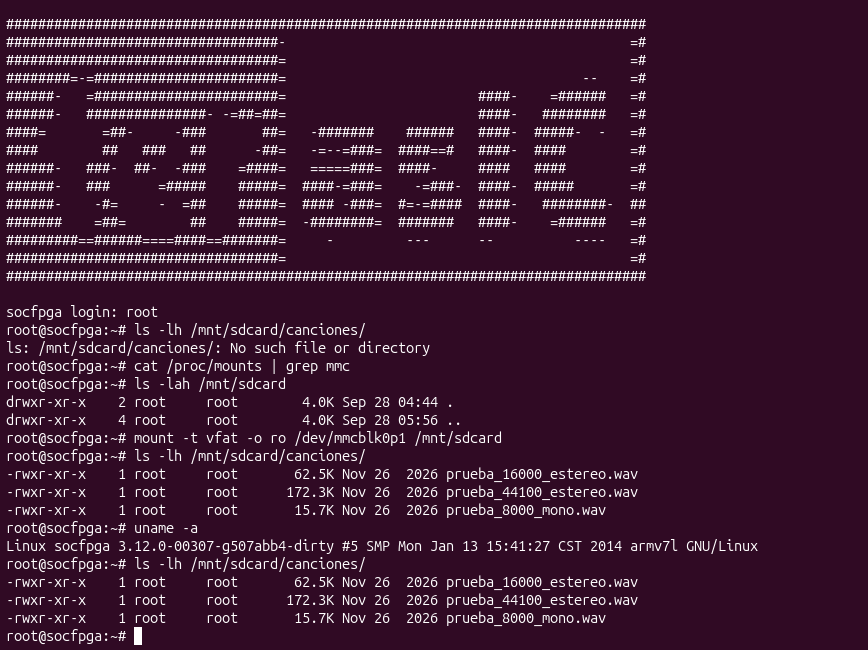 ################################################################################
##################################-                                           =#
##################################=                                           =#
########=-=#######################=                                     --    =#
######-   =#######################=                        ####-    =######   =#
######-   ###############- -=##=##=                        ####-   ########   =#
####=       =##-     -###       ##=   -#######    ######   ####-  #####-  -   =#
####        ##   ###   ##      -##=   -=--=###=  ####==#   ####-  ####        =#
######-   ###-  ##-  -###    =####=   =====###=  ####-     ####   ####        =#
######-   ###      =#####    #####=  ####-=###=    -=###-  ####-  #####       =#
######-    -#=     -  =##    #####=  #### -###=  #=-=####  ####-   ########-  ##
#######    =##=        ##    #####=  -########=  #######   ####-    =######   =#
#########==######====####==#######=     -         ---      --          ----   =#
##################################=                                           =#
################################################################################
socfpga login: root
root@socfpga:~# ls -lh /mnt/sdcard/canciones/
ls: /mnt/sdcard/canciones/: No such file or directory
root@socfpga:~# cat /proc/mounts | grep mmc
root@socfpga:~# ls -lah /mnt/sdcard
drwxr-xr-x    2 root     root        4.0K Sep 28 04:44 .
drwxr-xr-x    4 root     root        4.0K Sep 28 05:56 ..
root@socfpga:~# mount -t vfat -o ro /dev/mmcblk0p1 /mnt/sdcard
root@socfpga:~# ls -lh /mnt/sdcard/canciones/
-rwxr-xr-x    1 root     root       62.5K Nov 26  2026 prueba_16000_estereo.wav
-rwxr-xr-x    1 root     root      172.3K Nov 26  2026 prueba_44100_estereo.wav
-rwxr-xr-x    1 root     root       15.7K Nov 26  2026 prueba_8000_mono.wav
root@socfpga:~# uname -a
Linux socfpga 3.12.0-00307-g507abb4-dirty #5 SMP Mon Jan 13 15:41:27 CST 2014 armv7l GNU/Linux
root@socfpga:~# ls -lh /mnt/sdcard/canciones/
-rwxr-xr-x    1 root     root       62.5K Nov 26  2026 prueba_16000_estereo.wav
-rwxr-xr-x    1 root     root      172.3K Nov 26  2026 prueba_44100_estereo.wav
-rwxr-xr-x    1 root     root       15.7K Nov 26  2026 prueba_8000_mono.wav
root@socfpga:~#